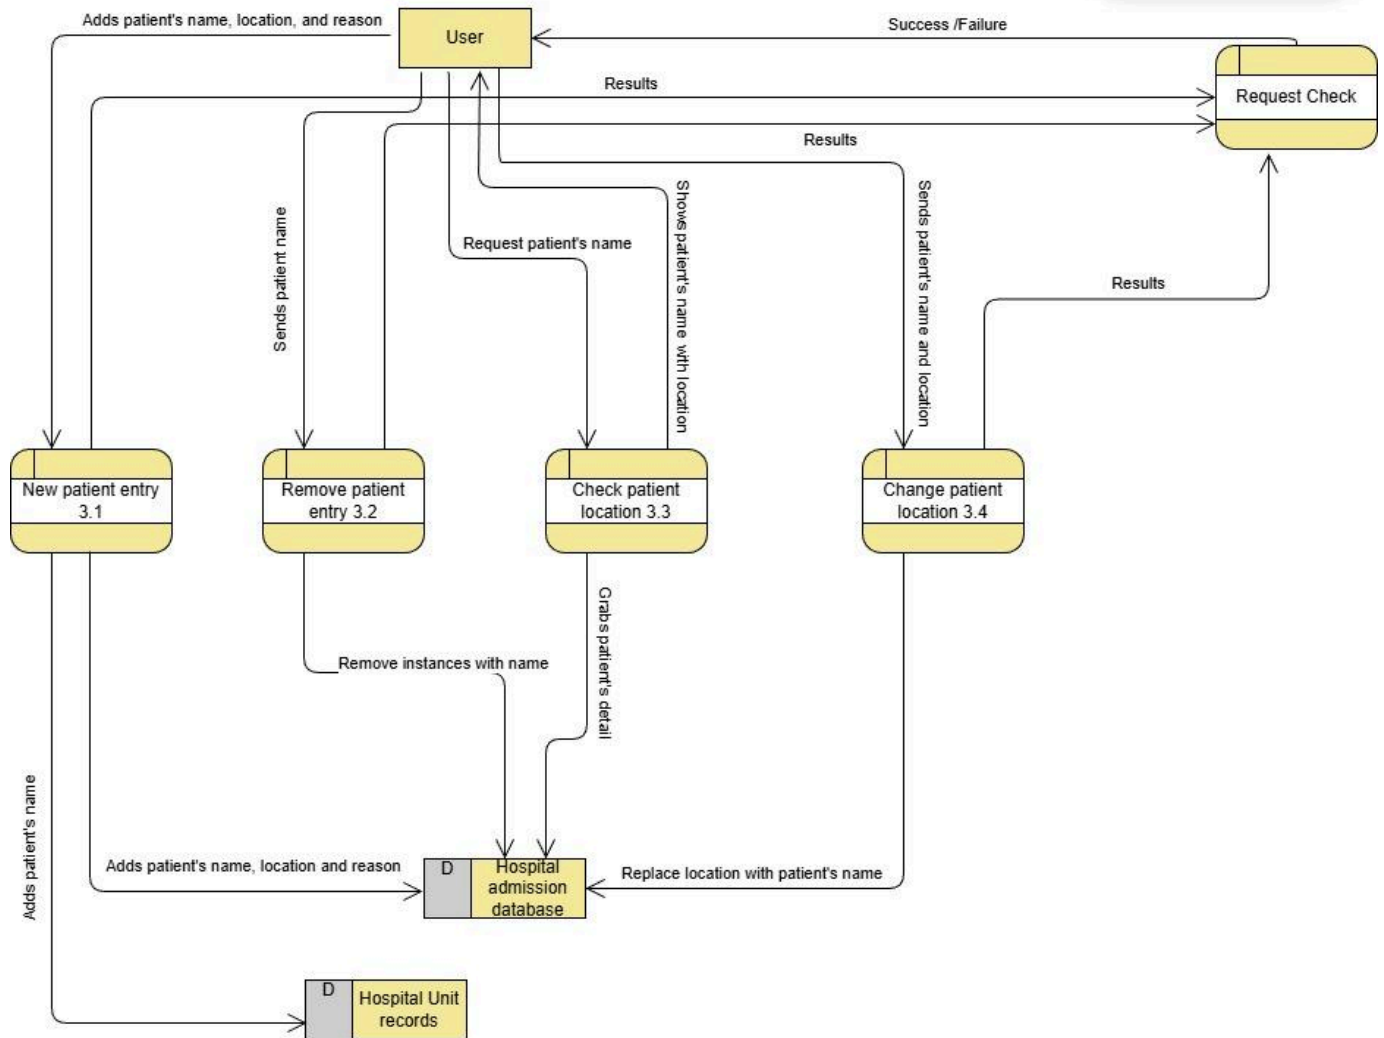 Adds patient's name, location, and reason
User
Success /Failure
Results
Request Check
Results
Sends patient name
Request patient's name
Shows patient's name wth location
Sends patient's name and location
Results
New patient entry
3.1
Remove patient
entry 3.2
Check patient
location 3.3
Change patient
location 3.4
Grabs patient's detail
Remove instances with name
Adds patient's name
Adds patient's name, location and reason
D
Hospital
admission
database
Replace location with patient's name
D
Hospital Unit
records